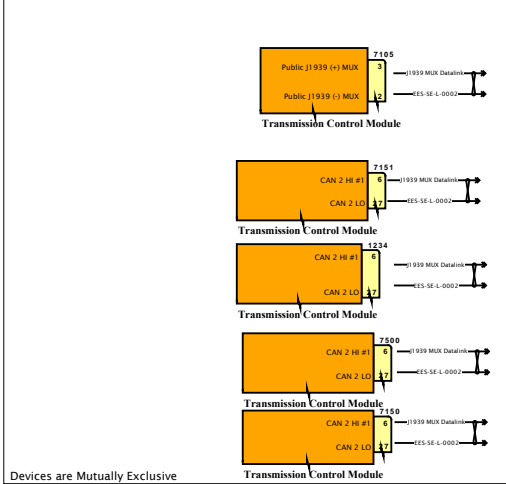 7105
Public J1939 (+) MUX 3 J1939 MUX Datalink
Public J1939 (-) MUX 2 EES-SE-L-0002
Transmission Control Module
7151
CAN 2 HI #1 6 J1939 MUX Datalink
CAN 2 LO 27 EES-SE-L-0002
Transmission Control Module
1234
CAN 2 HI #1 6 J1939 MUX Datalink
CAN 2 LO 27 EES-SE-L-0002
Transmission Control Module
7500
CAN 2 HI #1 6 J1939 MUX Datalink
CAN 2 LO 27 EES-SE-L-0002
Transmission Control Module
7150
CAN 2 HI #1 6 J1939 MUX Datalink
CAN 2 LO 27 EES-SE-L-0002
Transmission Control Module
Devices are Mutually Exclusive